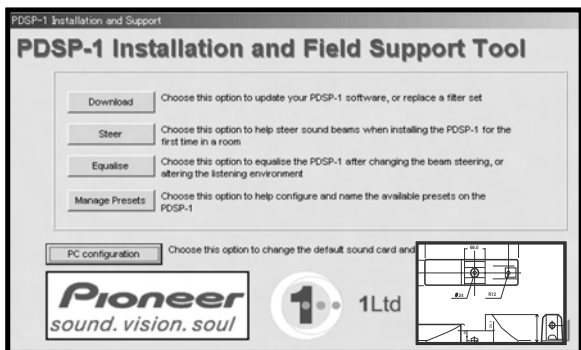 PDSP-1 Installation and Support
PDSP-1 Installation and Field Support Tool
Download
Choose this option to update your PDSP-1 software, or replace a filter set
Steer
Choose this option to help steer sound beams when installing the PDSP-1 for the
first time in a room
Equalise
Choose this option to equalise the PDSP-1 after changing the beam steering, or
altering the listening environment
Manage Presets
Choose this option to help configure and name the available presets on the
PDSP-1
PC configuration
Choose this option to change the default sound card and
Pioneer
sound. vision. soul
1
1Ltd
R12